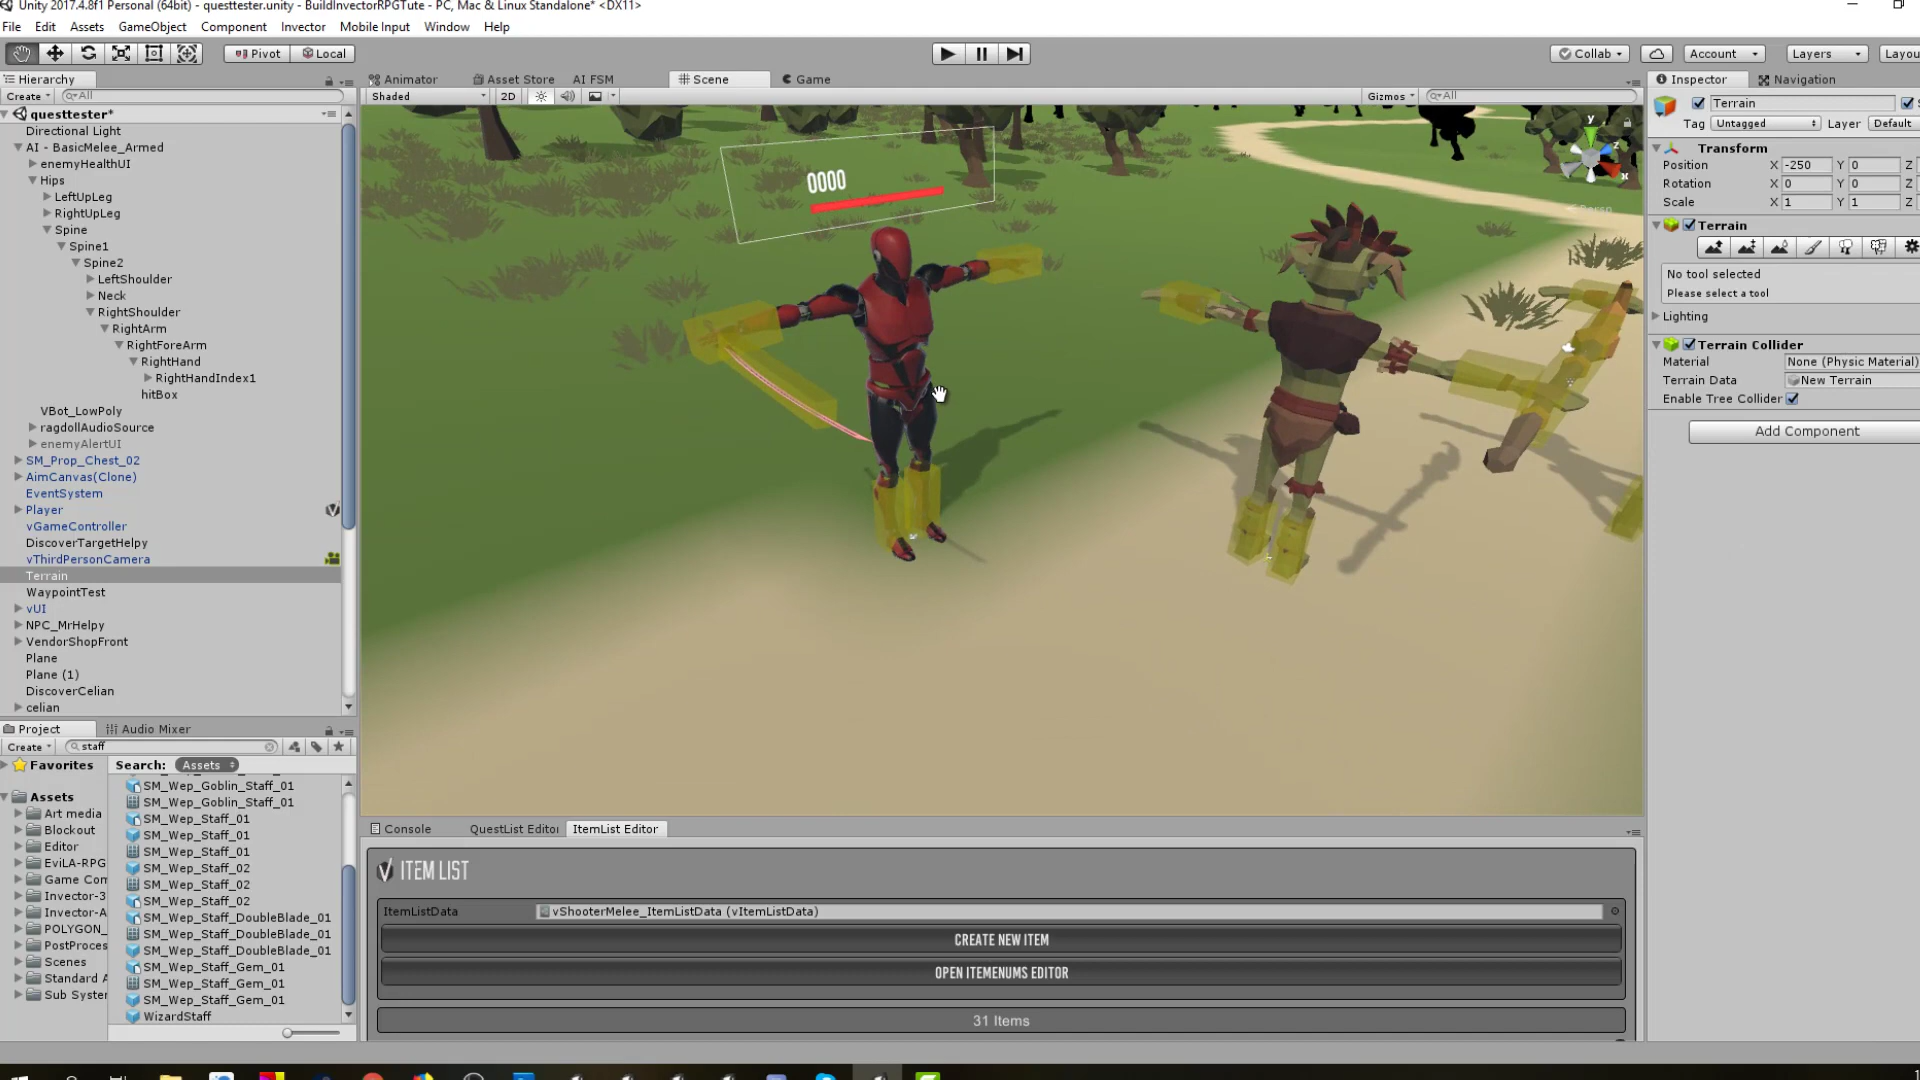 Unity 2017.4.8f1 Personal (64bit) - questtester.unity - BuildInvectorRPGTute - PC, Mac & Linux Standalone* <DX11>
File Edit Assets GameObject Component Invector Mobile Input Window Help
Pivot Local Collab Account Layers Layou
Hierarchy Animator Asset Store AI FSM Scene Game Inspector Navigation
Create All Shaded 2D Gizmos All
questtester*
Directional Light
AI - BasicMelee_Armed
enemyHealthUI
Hips
LeftUpLeg
RightUpLeg
Spine
Spine1
Spine2
LeftShoulder
Neck
RightShoulder
RightArm
RightForeArm
RightHand
RightHandIndex1
hitBox
VBot_LowPoly
ragdollAudioSource
enemyAlertUI
SM_Prop_Chest_02
AimCanvas(Clone)
EventSystem
Player
vGameController
DiscoverTargetHelpy
vThirdPersonCamera
Terrain
WaypointTest
vUI
NPC_MrHelpy
VendorShopFront
Plane
Plane (1)
DiscoverCelian
celian
0000
y
z
x
Persp
Terrain
Tag Untagged Layer Default
Transform
Position X -250 Y 0 Z
Rotation X 0 Y 0 Z
Scale X 1 Y 1 Z
Terrain
No tool selected
Please select a tool
Lighting
Terrain Collider
Material None (Physic Material)
Terrain Data New Terrain
Enable Tree Collider
Add Component
Project Audio Mixer
Create staff
Favorites
Assets
Art media
Blockout
Editor
EviLA-RPG
Game Com
Invector-3
Invector-A
POLYGON_
PostProces
Scenes
Standard A
Sub Syster
Search: Assets
SM_Wep_Goblin_Staff_01
SM_Wep_Goblin_Staff_01
SM_Wep_Staff_01
SM_Wep_Staff_01
SM_Wep_Staff_01
SM_Wep_Staff_02
SM_Wep_Staff_02
SM_Wep_Staff_02
SM_Wep_Staff_DoubleBlade_01
SM_Wep_Staff_DoubleBlade_01
SM_Wep_Staff_DoubleBlade_01
SM_Wep_Staff_Gem_01
SM_Wep_Staff_Gem_01
SM_Wep_Staff_Gem_01
WizardStaff
Console QuestList Editor ItemList Editor
ITEM LIST
ItemListData vShooterMelee_ItemListData (vItemListData)
CREATE NEW ITEM
OPEN ITEMENUMS EDITOR
31 Items